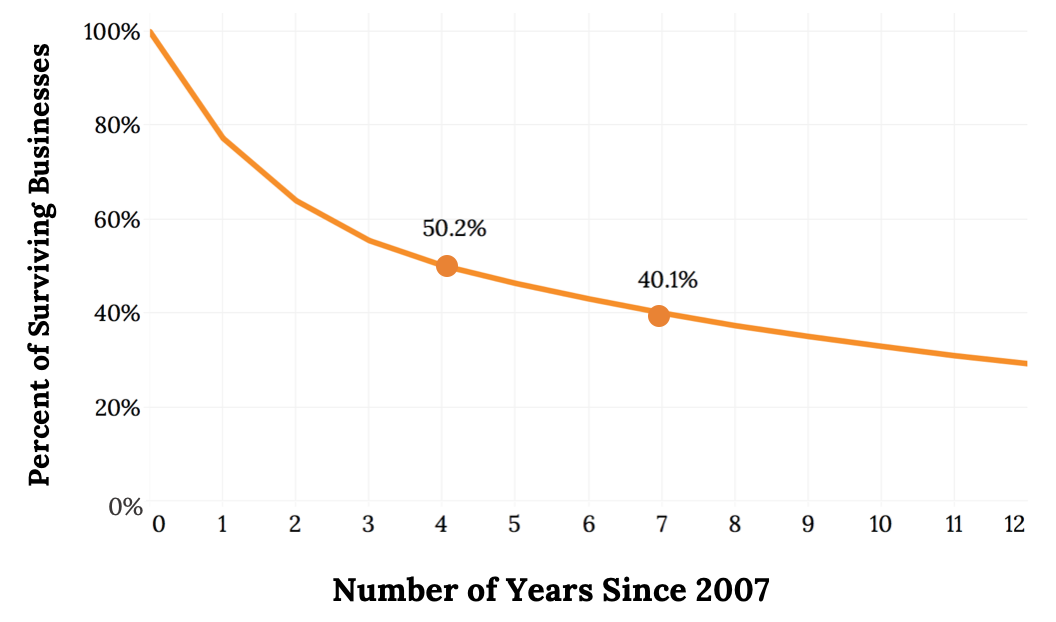 Percent of Surviving Businesses
100%
80%
60%
40%
20%
0%
50.2%
40.1%
0 1 2 3 4 5 6 7 8 9 10 11 12
Number of Years Since 2007